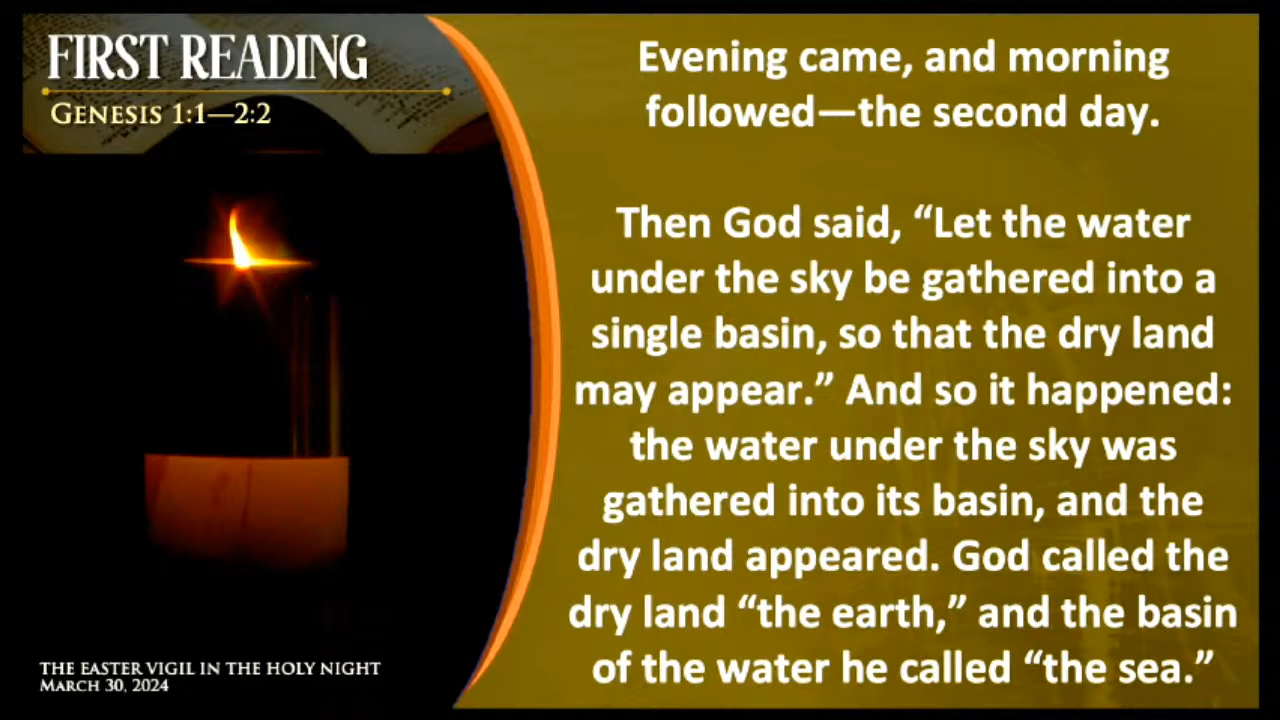 FIRST READING
GENESIS 1:1—2:2
Evening came, and morning
followed—the second day.
Then God said, “Let the water
under the sky be gathered into a
single basin, so that the dry land
may appear.” And so it happened:
the water under the sky was
gathered into its basin, and the
dry land appeared. God called the
dry land “the earth,” and the basin
of the water he called “the sea.”
THE EASTER VIGIL IN THE HOLY NIGHT
MARCH 30, 2024